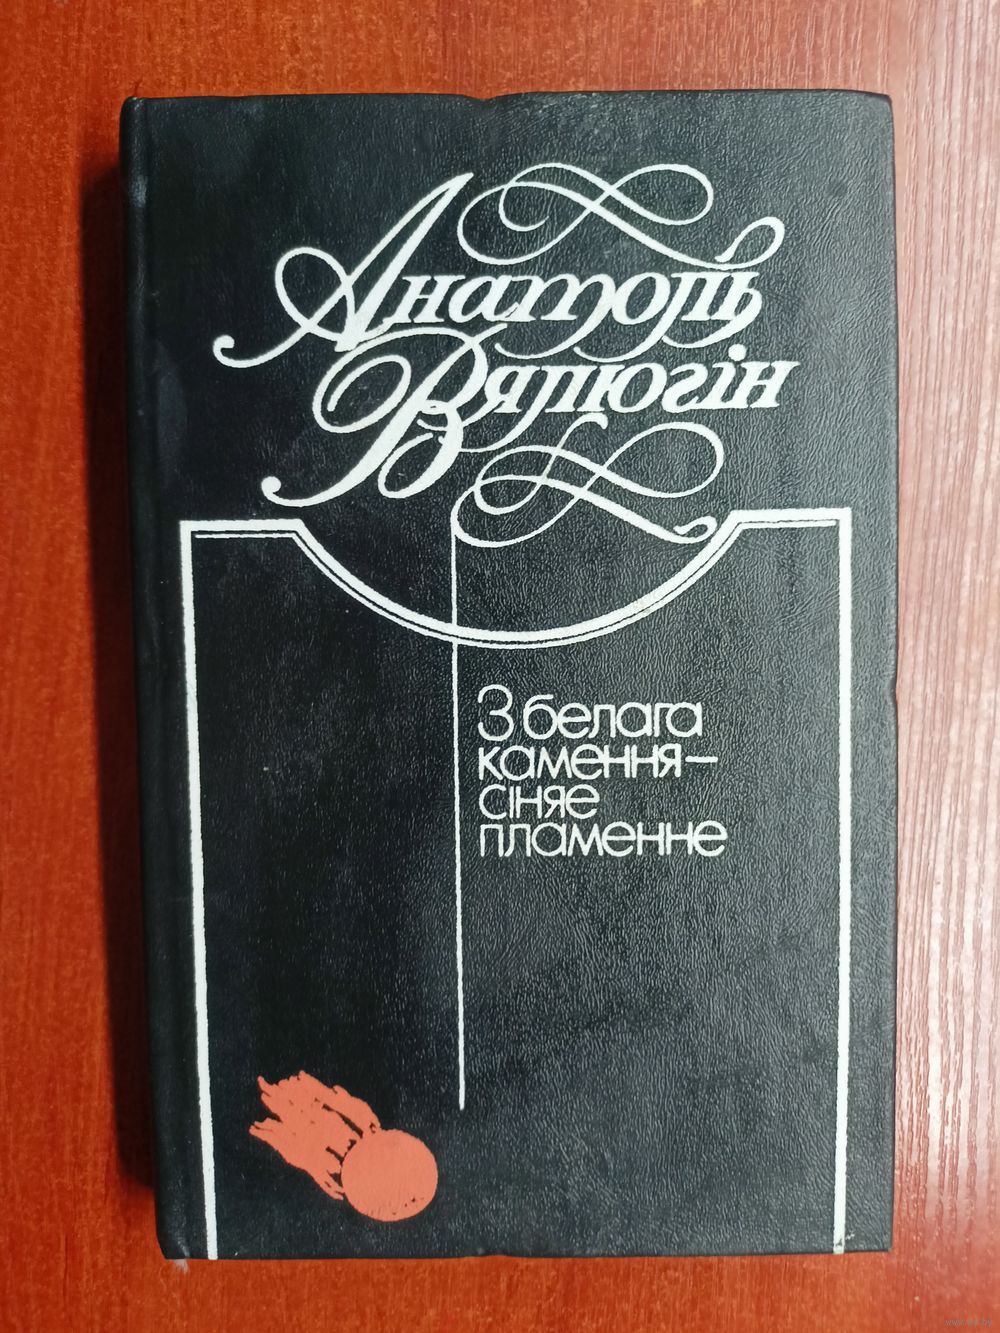 Анатоль
Вялюгін
З белага
камення–
сіняе
пламенне